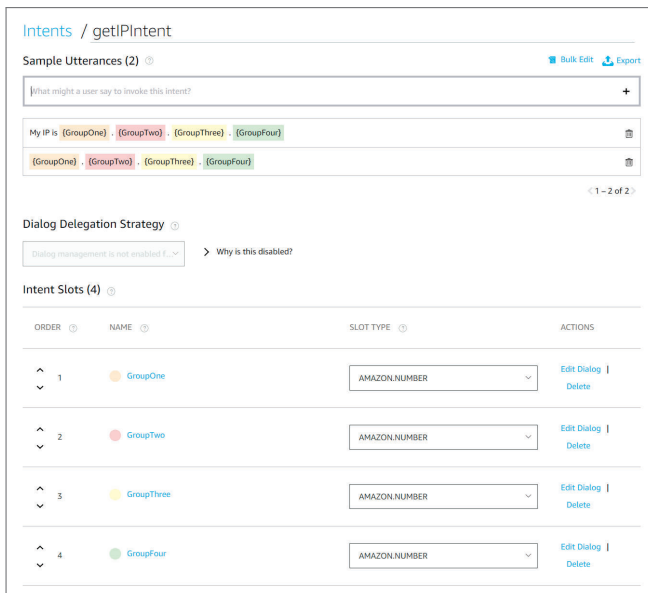 Intents / getIPIntent
Sample Utterances (2)
Bulk Edit Export
What might a user say to invoke this intent?
My IP is {GroupOne} . {GroupTwo} . {GroupThree} . {GroupFour}
{GroupOne} . {GroupTwo} . {GroupThree} . {GroupFour}
< 1 – 2 of 2 >
Dialog Delegation Strategy
Dialog management is not enabled f... Why is this disabled?
Intent Slots (4)
ORDER NAME SLOT TYPE ACTIONS
1 GroupOne AMAZON.NUMBER Edit Dialog |
Delete
2 GroupTwo AMAZON.NUMBER Edit Dialog |
Delete
3 GroupThree AMAZON.NUMBER Edit Dialog |
Delete
4 GroupFour AMAZON.NUMBER Edit Dialog |
Delete